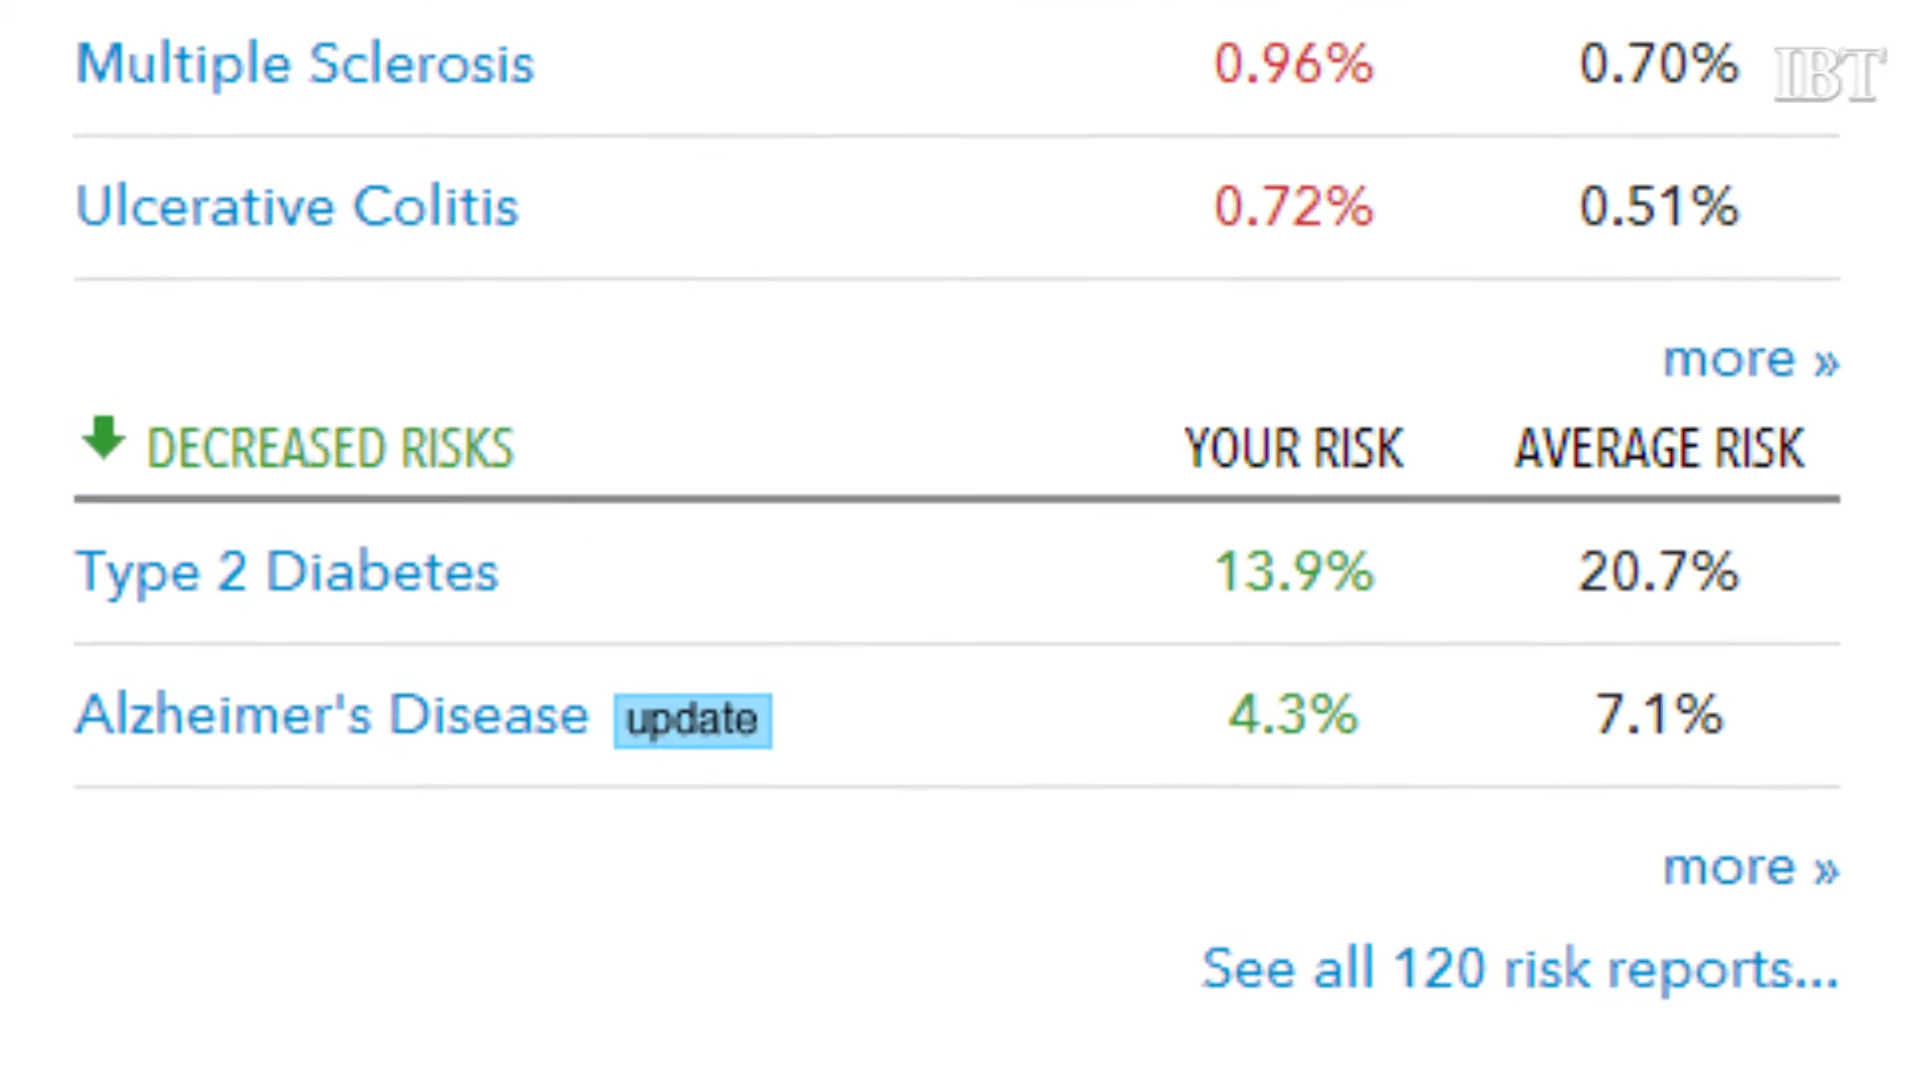 Multiple Sclerosis 0.96% 0.70% IBT
Ulcerative Colitis 0.72% 0.51%
more »
DECREASED RISKS YOUR RISK AVERAGE RISK
Type 2 Diabetes 13.9% 20.7%
Alzheimer's Disease update 4.3% 7.1%
more »
See all 120 risk reports...